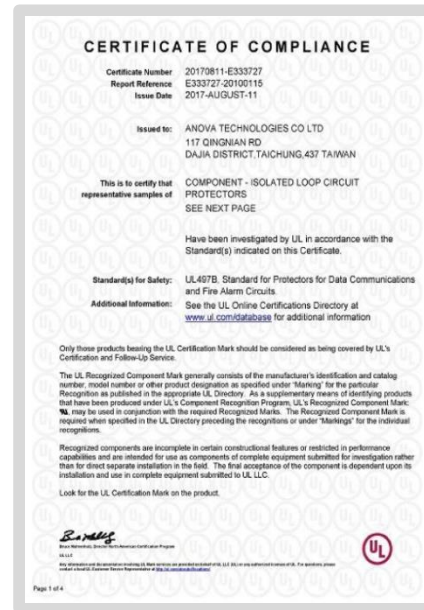 CERTIFICATE OF COMPLIANCE
Certificate Number 20170811-E333727
Report Reference E333727-20100115
Issue Date 2017-AUGUST-11
Issued to: ANOVA TECHNOLOGIES CO LTD
117 QINGNIAN RD
DAJIA DISTRICT,TAICHUNG,437 TAIWAN
This is to certify that COMPONENT - ISOLATED LOOP CIRCUIT
representative samples of PROTECTORS
SEE NEXT PAGE
Have been investigated by UL in accordance with the
Standard(s) indicated on this Certificate.
Standard(s) for Safety: UL497B, Standard for Protectors for Data Communications
and Fire Alarm Circuits.
Additional Information: See the UL Online Certifications Directory at
www.ul.com/database for additional information
Only those products bearing the UL Certification Mark should be considered as being covered by UL's
Certification and Follow-Up Service.
The UL Recognized Component Mark generally consists of the manufacturer's identification and catalog
number, model number or other product designation as specified under "Marking" for the particular
Recognition as published in the appropriate UL Directory. As a supplementary means of identifying products
that have been produced under UL's Component Recognition Program, UL's Recognized Component Mark:
, may be used in conjunction with the required Recognized Marks. The Recognized Component Mark is
required when specified in the UL Directory preceding the recognitions or under "Markings" for the individual
recognitions.
Recognized components are incomplete in certain constructional features or restricted in performance
capabilities and are intended for use as components of complete equipment submitted for investigation rather
than for direct separate installation in the field. The final acceptance of the component is dependent upon its
installation and use in complete equipment submitted to UL LLC.
Look for the UL Certification Mark on the product.
Director North American Certification Program
UL LLC
UL
Page 1 of 4